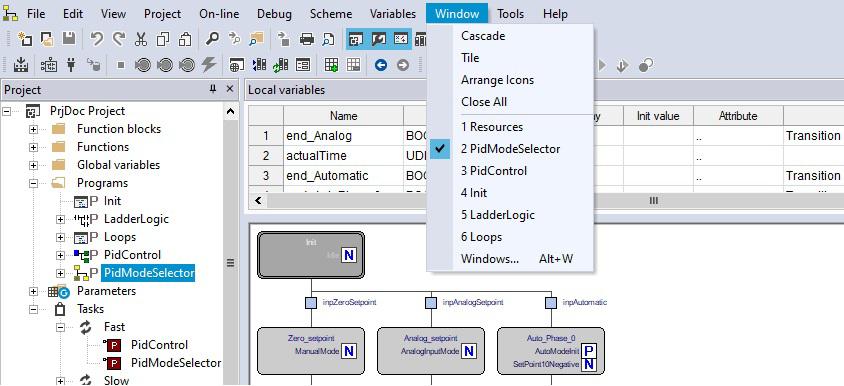 File Edit View Project On-line Debug Scheme Variables Window Tools Help
Cascade
Tile
Arrange Icons
Close All
1 Resources
2 PidModeSelector
3 PidControl
4 Init
5 LadderLogic
6 Loops
Windows... Alt+W
Project
PrjDoc Project
Function blocks
Functions
Global variables
Programs
P Init
P LadderLogic
P Loops
P PidControl
P PidModeSelector
Parameters
Tasks
Fast
P PidControl
P PidModeSelector
Slow
Local variables
Name Init value Attribute
1 end_Analog .. Transition
2 actualTime ..
3 end_Automatic .. Transition
Init
Idle N
inpZeroSetpoint inpAnalogSetpoint inpAutomatic
Zero_setpoint
ManualMode N
Analog_setpoint
AnalogInputMode N
Auto_Phase_0
AutoModeInit P
SetPoint10Negative N